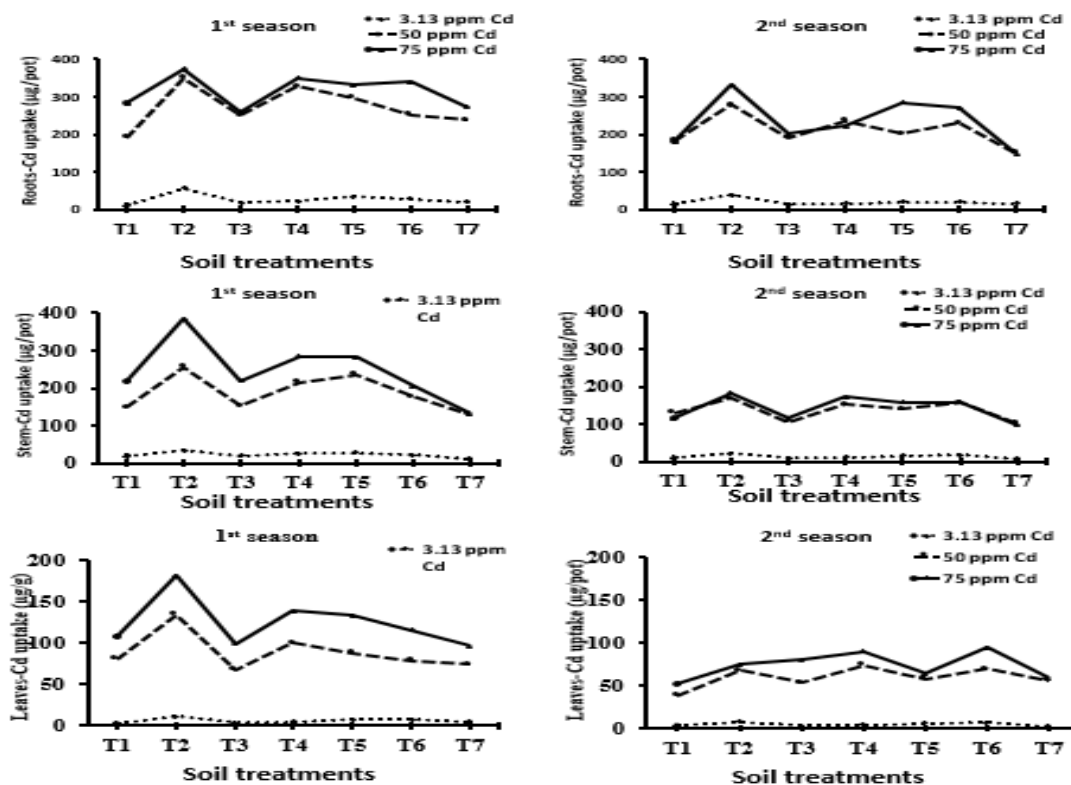 1st season
3.13 ppm Cd
50 ppm Cd
75 ppm Cd
Roots-Cd uptake (µg/pot)
400
300
200
100
0
T1 T2 T3 T4 T5 T6 T7
Soil treatments
2nd season
3.13 ppm Cd
50 ppm Cd
75 ppm Cd
Roots-Cd uptake (µg/pot)
400
300
200
100
0
T1 T2 T3 T4 T5 T6 T7
Soil treatments
1st season
3.13 ppm
Cd
Stem-Cd uptake (µg/pot)
400
300
200
100
0
T1 T2 T3 T4 T5 T6 T7
Soil treatments
2nd season
3.13 ppm Cd
50 ppm Cd
75 ppm Cd
Stem-Cd uptake (µg/pot)
400
300
200
100
0
T1 T2 T3 T4 T5 T6 T7
Soil treatments
1st season
3.13 ppm
Cd
Leaves-Cd uptake (µg/g)
200
150
100
50
0
T1 T2 T3 T4 T5 T6 T7
Soil treatments
2nd season
3.13 ppm Cd
50 ppm Cd
75 ppm Cd
Leaves-Cd uptake (µg/pot)
200
150
100
50
0
T1 T2 T3 T4 T5 T6 T7
Soil treatments